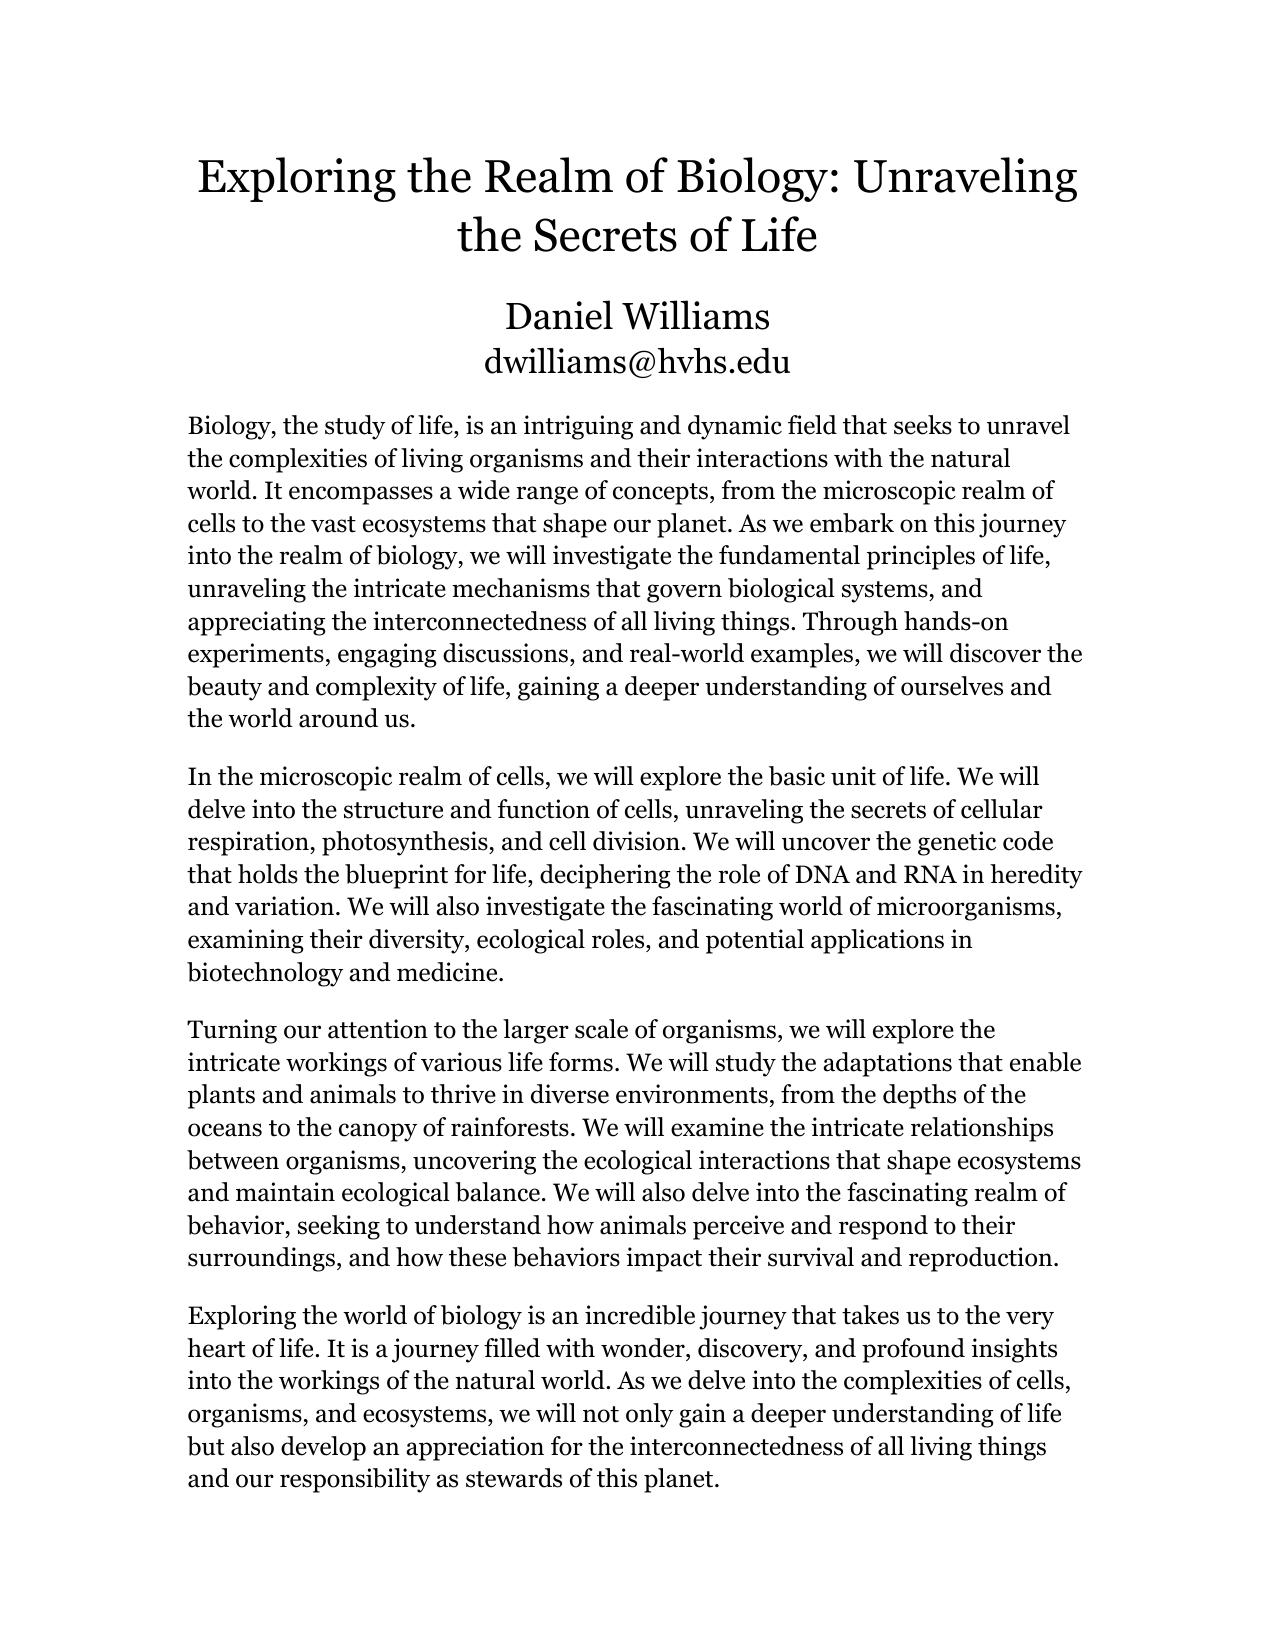 Exploring the Realm of Biology: Unraveling
the Secrets of Life
Daniel Williams
dwilliams@hvhs.edu
Biology, the study of life, is an intriguing and dynamic field that seeks to unravel
the complexities of living organisms and their interactions with the natural
world. It encompasses a wide range of concepts, from the microscopic realm of
cells to the vast ecosystems that shape our planet. As we embark on this journey
into the realm of biology, we will investigate the fundamental principles of life,
unraveling the intricate mechanisms that govern biological systems, and
appreciating the interconnectedness of all living things. Through hands-on
experiments, engaging discussions, and real-world examples, we will discover the
beauty and complexity of life, gaining a deeper understanding of ourselves and
the world around us.
In the microscopic realm of cells, we will explore the basic unit of life. We will
delve into the structure and function of cells, unraveling the secrets of cellular
respiration, photosynthesis, and cell division. We will uncover the genetic code
that holds the blueprint for life, deciphering the role of DNA and RNA in heredity
and variation. We will also investigate the fascinating world of microorganisms,
examining their diversity, ecological roles, and potential applications in
biotechnology and medicine.
Turning our attention to the larger scale of organisms, we will explore the
intricate workings of various life forms. We will study the adaptations that enable
plants and animals to thrive in diverse environments, from the depths of the
oceans to the canopy of rainforests. We will examine the intricate relationships
between organisms, uncovering the ecological interactions that shape ecosystems
and maintain ecological balance. We will also delve into the fascinating realm of
behavior, seeking to understand how animals perceive and respond to their
surroundings, and how these behaviors impact their survival and reproduction.
Exploring the world of biology is an incredible journey that takes us to the very
heart of life. It is a journey filled with wonder, discovery, and profound insights
into the workings of the natural world. As we delve into the complexities of cells,
organisms, and ecosystems, we will not only gain a deeper understanding of life
but also develop an appreciation for the interconnectedness of all living things
and our responsibility as stewards of this planet.